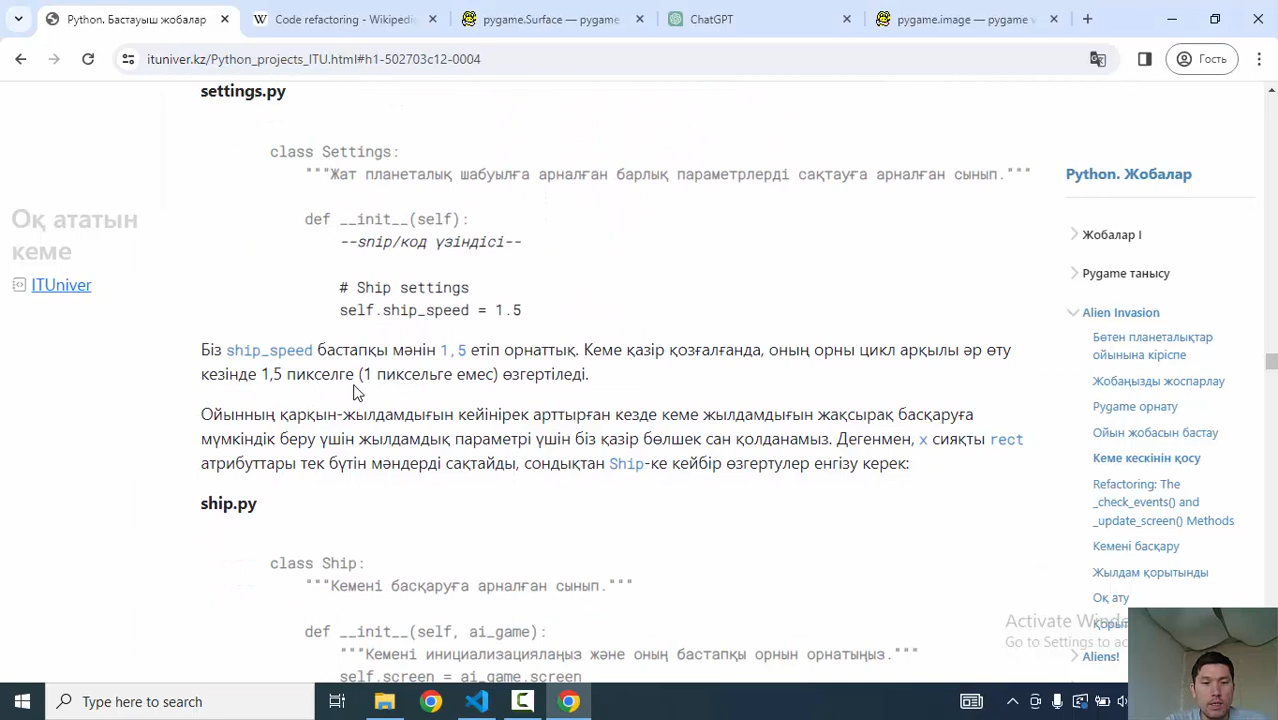 Python. Бастауыш жобалар
Code refactoring - Wikipedi
pygame.Surface — pygame
ChatGPT
pygame.image — pygame v
ituniver.kz/Python_projects_ITU.html#h1-502703c12-0004
Гость
settings.py
class Settings:
"""Жат планеталық шабуылға арналған барлық параметрлерді сақтауға арналған сынып."""
def __init__(self):
--snip/код үзіндісі--
# Ship settings
self.ship_speed = 1.5
Біз ship_speed бастапқы мәнін 1,5 етіп орнаттық. Кеме қазір қозғалғанда, оның орны цикл арқылы әр өту
кезінде 1,5 пикселге (1 пиксельге емес) өзгертіледі.
Ойынның қарқын-жылдамдығын кейінірек арттырған кезде кеме жылдамдығын жақсырақ басқаруға
мүмкіндік беру үшін жылдамдық параметрі үшін біз қазір бөлшек сан қолданамыз. Дегенмен, x сияқты rect
атрибуттары тек бүтін мәндерді сақтайды, сондықтан Ship-ке кейбір өзгертулер енгізу керек:
ship.py
class Ship:
"""Кемені басқаруға арналған сынып."""
def __init__(self, ai_game):
"""Кемені инициализациялаңыз және оның бастапқы орнын орнатыңыз."""
self.screen = ai_game.screen
Оқ ататын
кеме
ITUniver
Python. Жобалар
Жобалар I
Pygame танысу
Alien Invasion
Бөтен планеталықтар
ойынына кіріспе
Жобаңызды жоспарлау
Pygame орнату
Ойын жобасын бастау
Кеме кескінін қосу
Refactoring: The
_check_events() and
_update_screen() Methods
Кемені басқару
Жылдам қорытынды
Оқ ату
Aliens!
Activate Windo
Go to Settings to ac
Type here to search